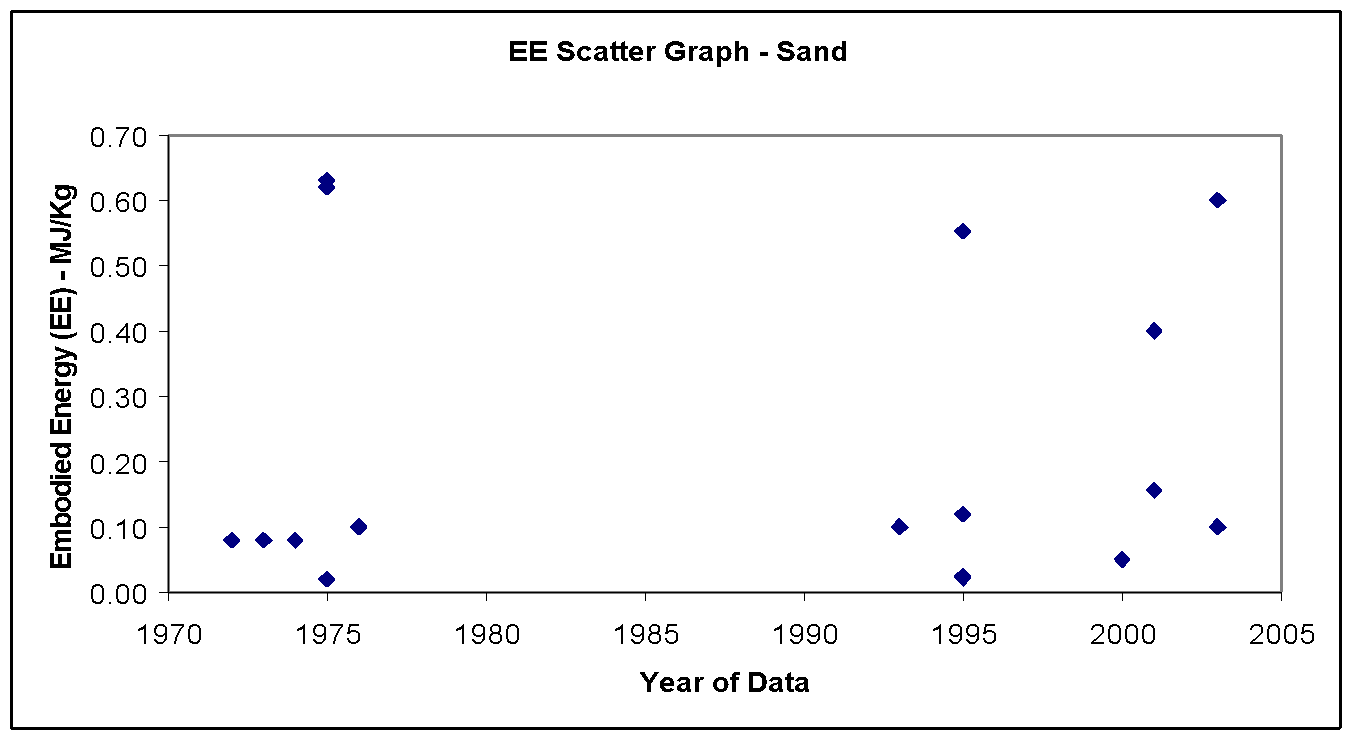 EE Scatter Graph - Sand
0.70
0.60
0.50
0.40
0.30
0.20
0.10
0.00
Embodied Energy (EE) - MJ/Kg
1970 1975 1980 1985 1990 1995 2000 2005
Year of Data